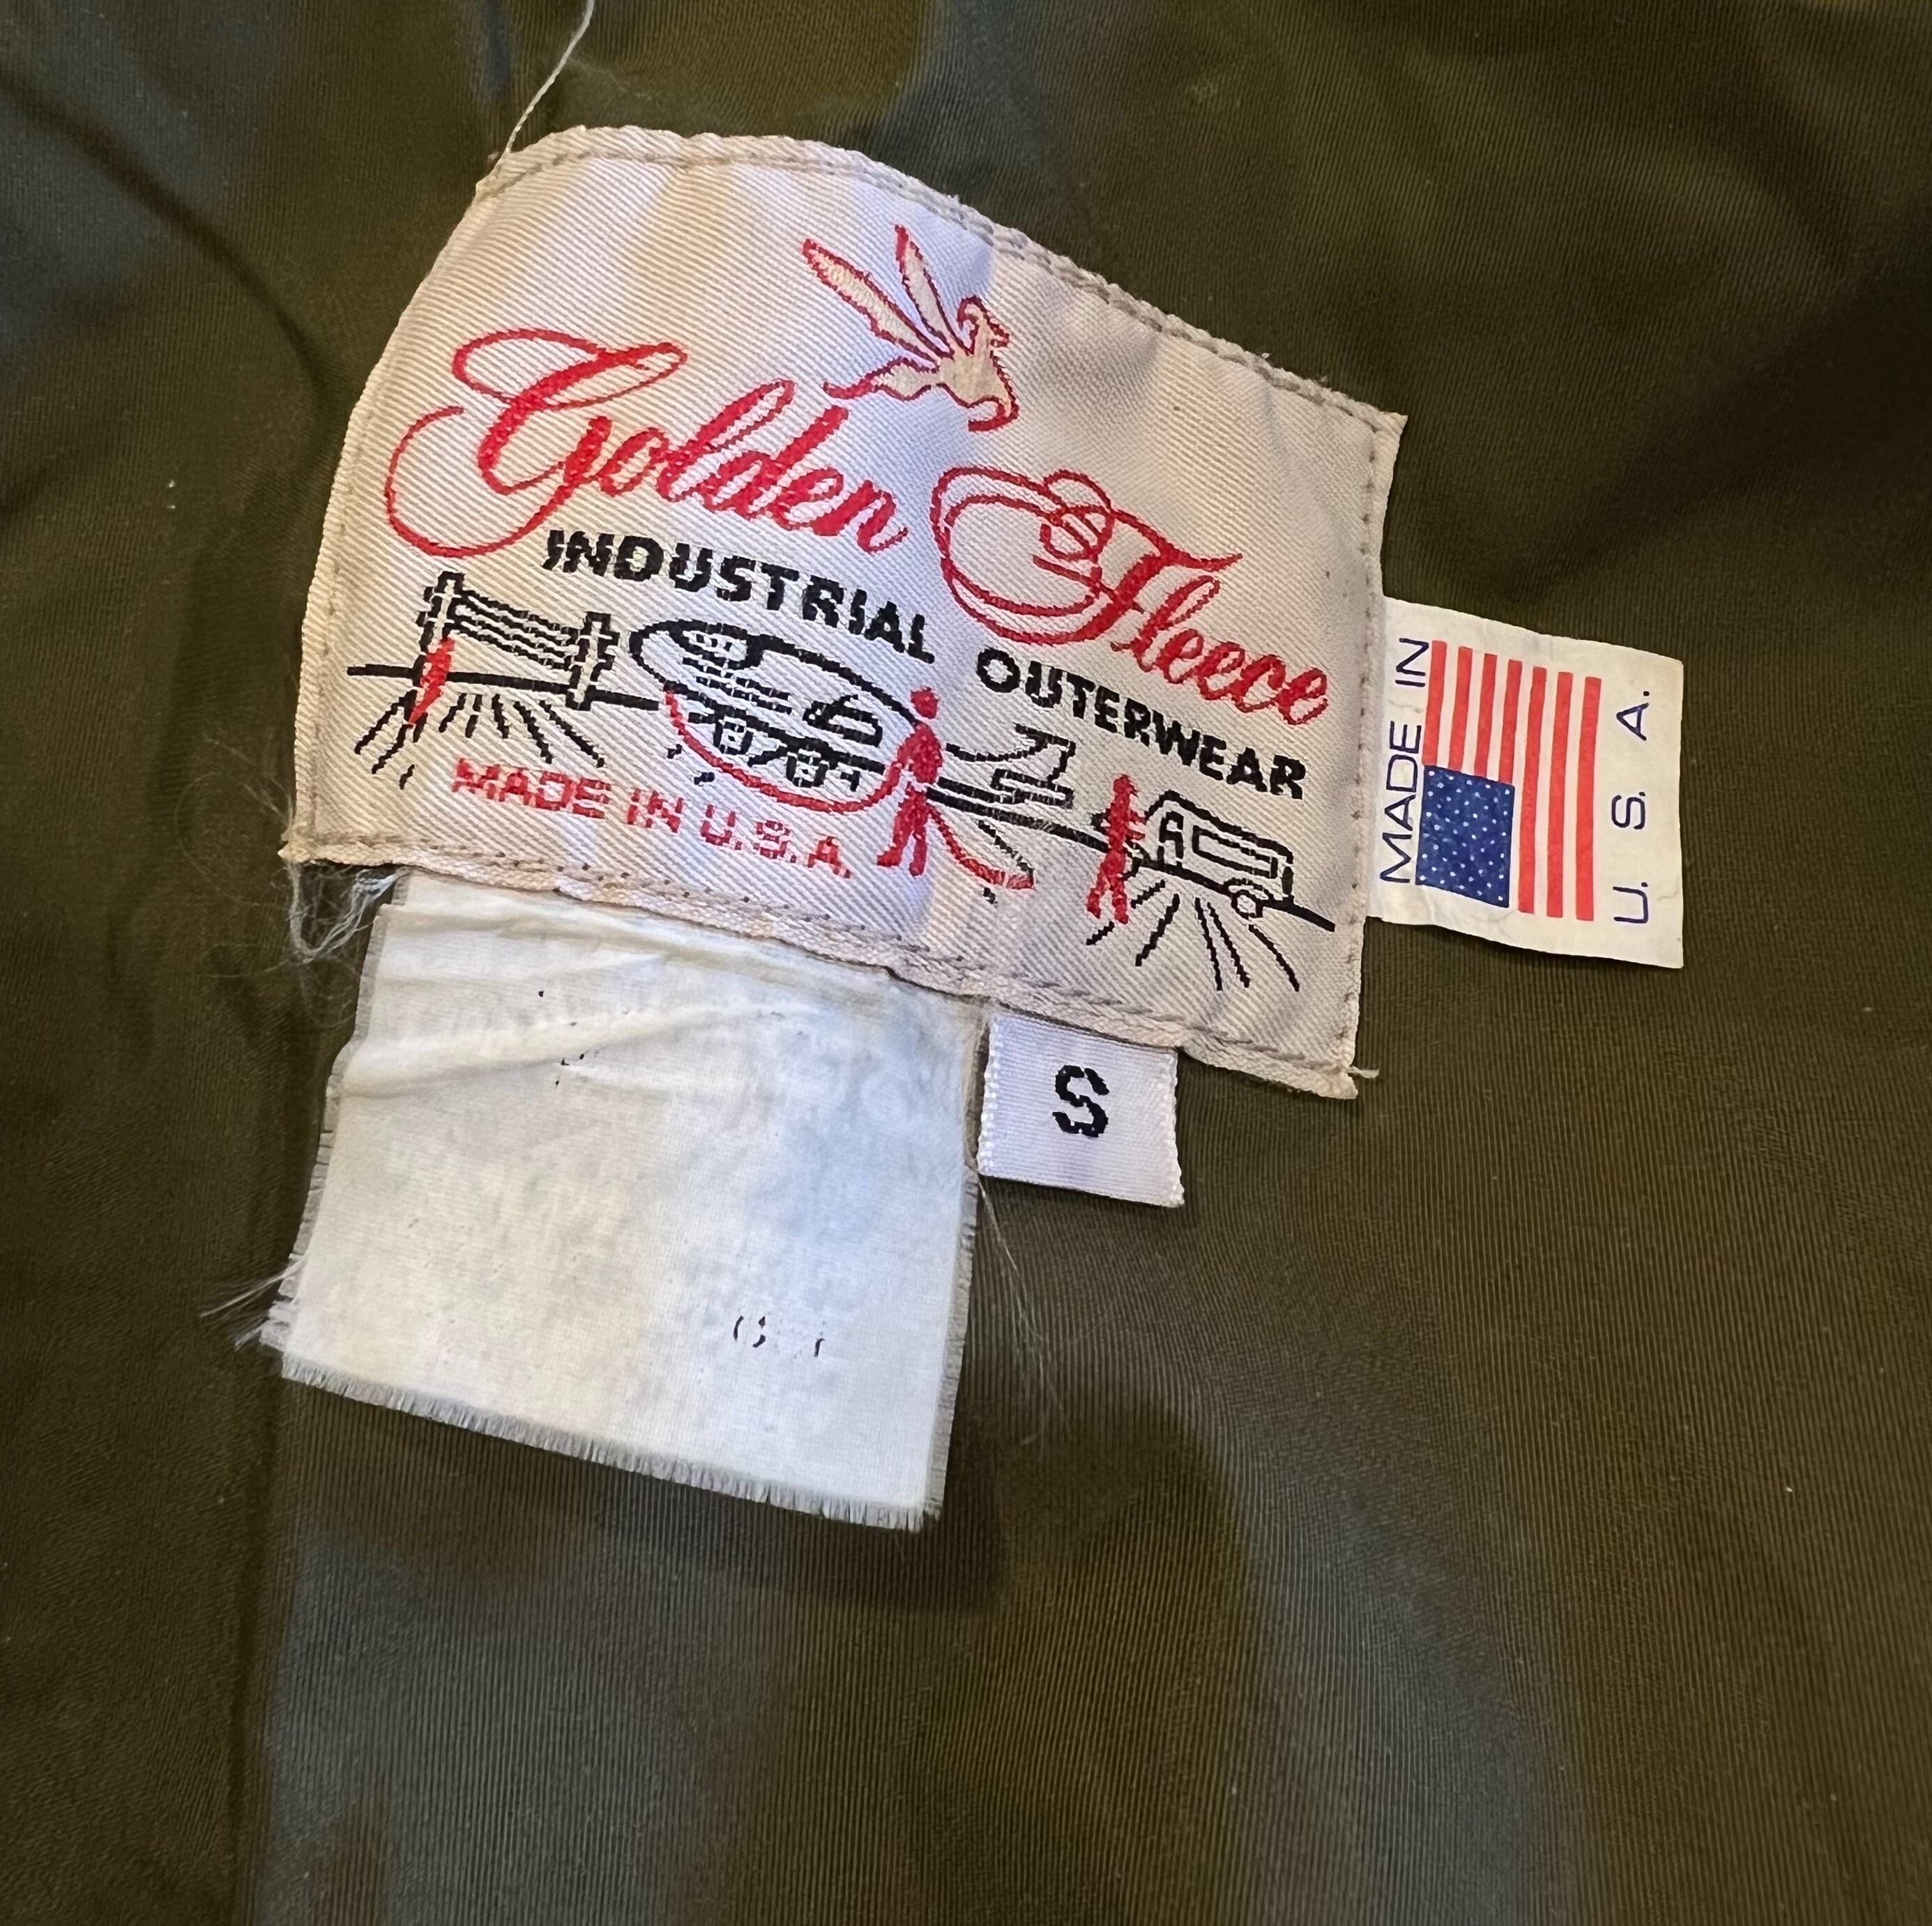 Golden Fleece
INDUSTRIAL OUTERWEAR
MADE IN U.S.A.
MADE IN
U. S. A.
S